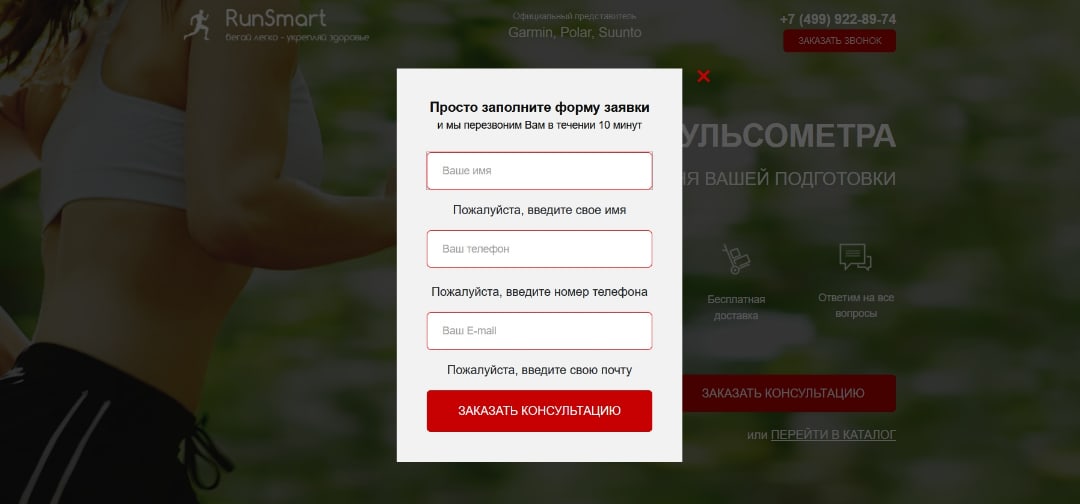 RunSmart
бегай легко - укрепляй здоровье
Официальный представитель
Garmin, Polar, Suunto
+7 (499) 922-89-74
ЗАКАЗАТЬ ЗВОНОК
Просто заполните форму заявки
и мы перезвоним Вам в течении 10 минут
Ваше имя
Пожалуйста, введите свое имя
Ваш телефон
Пожалуйста, введите номер телефона
Ваш E-mail
Пожалуйста, введите свою почту
ЗАКАЗАТЬ КОНСУЛЬТАЦИЮ
УЛЬСОМЕТРА
Я ВАШЕЙ ПОДГОТОВКИ
Бесплатная
доставка
Ответим на все
вопросы
ЗАКАЗАТЬ КОНСУЛЬТАЦИЮ
или ПЕРЕЙТИ В КАТАЛОГ